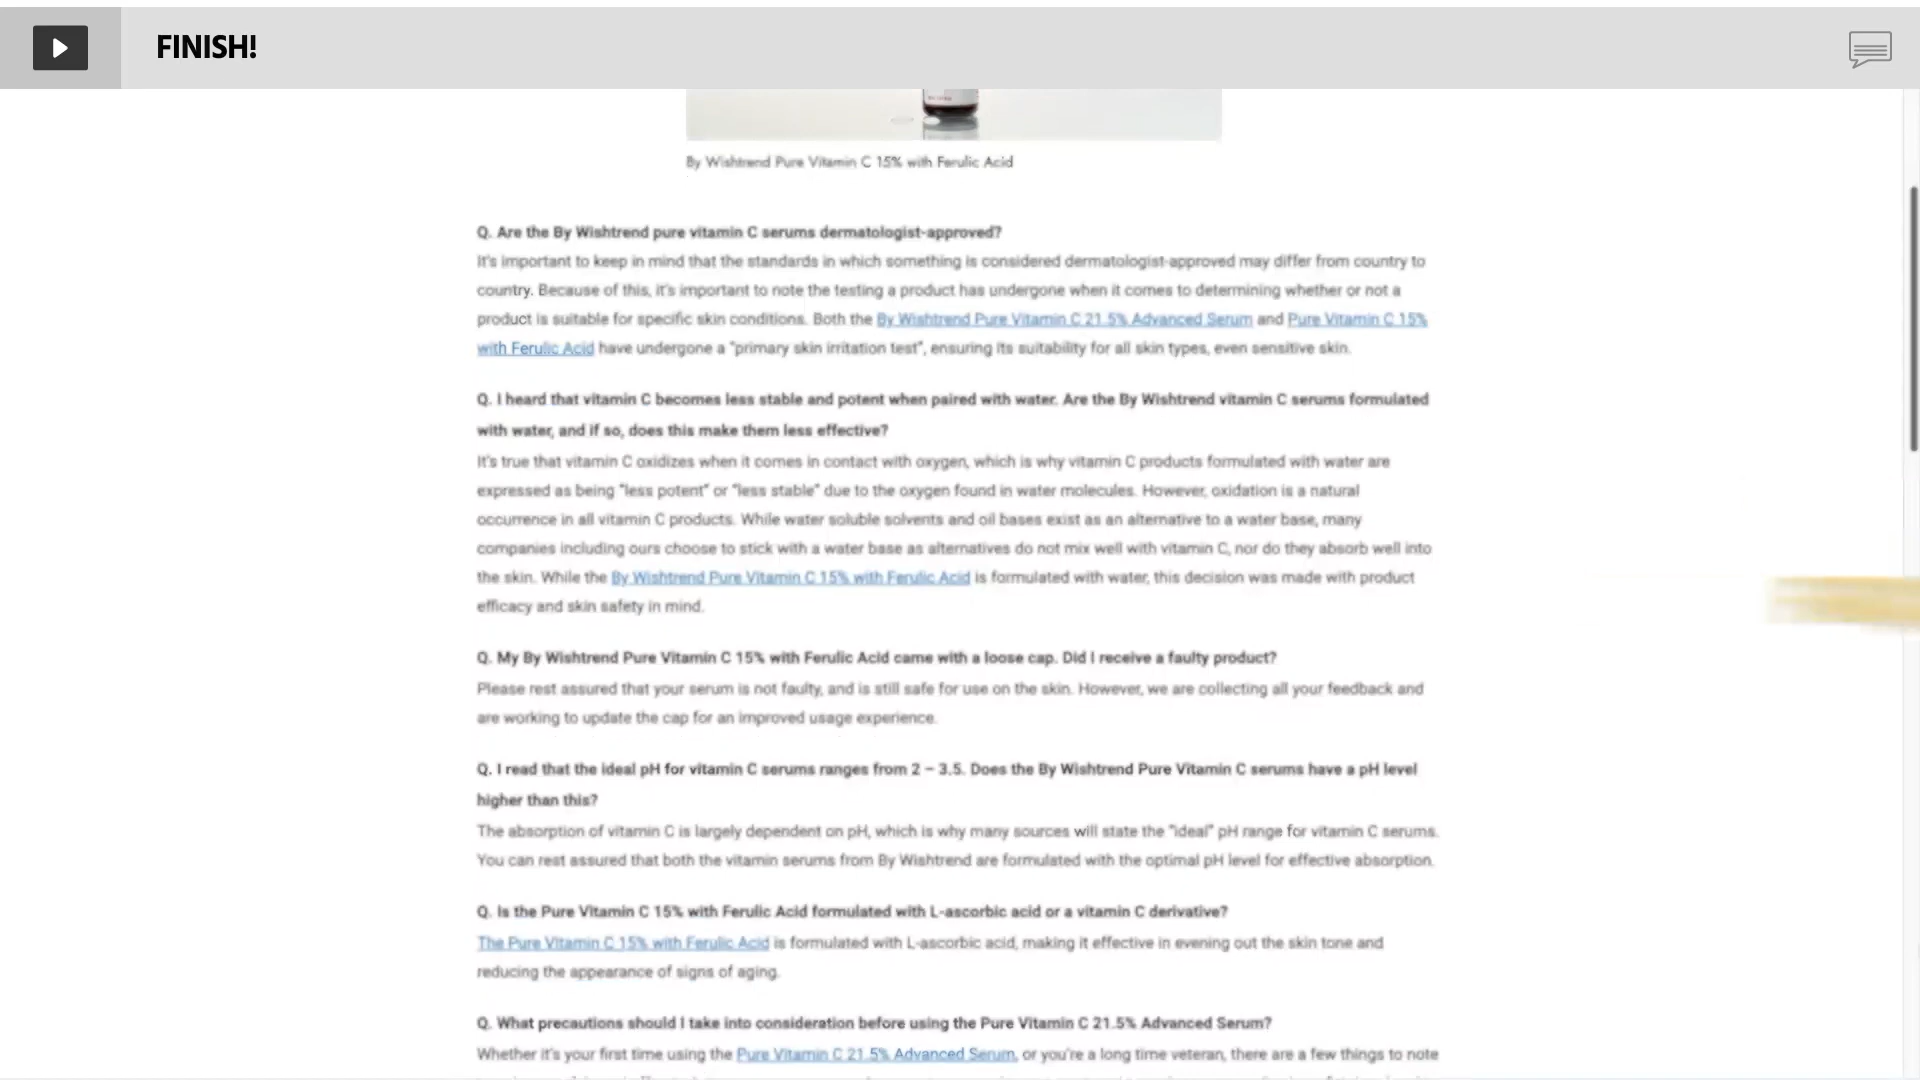 FINISH!
By Wishtrend Pure Vitamin C 15% with Ferulic Acid
Q. Are the By Wishtrend pure vitamin C serums dermatologist-approved?
It's important to keep in mind that the standards in which something is considered dermatologist-approved may differ from country to
country. Because of this, it's important to note the testing a product has undergone when it comes to determining whether or not a
product is suitable for specific skin conditions. Both the By Wishtrend Pure Vitamin C 21.5% Advanced Serum and Pure Vitamin C 15%
with Ferulic Acid have undergone a "primary skin irritation test", ensuring its suitability for all skin types, even sensitive skin.
Q. I heard that vitamin C becomes less stable and potent when paired with water. Are the By Wishtrend vitamin C serums formulated
with water, and if so, does this make them less effective?
It's true that vitamin C oxidizes when it comes in contact with oxygen, which is why vitamin C products formulated with water are
expressed as being "less potent" or "less stable" due to the oxygen found in water molecules. However, oxidation is a natural
occurrence in all vitamin C products. While water soluble solvents and oil bases exist as an alternative to a water base, many
companies including ours choose to stick with a water base as alternatives do not mix well with vitamin C, nor do they absorb well into
the skin. While the By Wishtrend Pure Vitamin C 15% with Ferulic Acid is formulated with water, this decision was made with product
efficacy and skin safety in mind.
Q. My By Wishtrend Pure Vitamin C 15% with Ferulic Acid came with a loose cap. Did I receive a faulty product?
Please rest assured that your serum is not faulty, and is still safe for use on the skin. However, we are collecting all your feedback and
are working to update the cap for an improved usage experience.
Q. I read that the ideal pH for vitamin C serums ranges from 2 – 3.5. Does the By Wishtrend Pure Vitamin C serums have a pH level
higher than this?
The absorption of vitamin C is largely dependent on pH, which is why many sources will state the "ideal" pH range for vitamin C serums.
You can rest assured that both the vitamin serums from By Wishtrend are formulated with the optimal pH level for effective absorption.
Q. Is the Pure Vitamin C 15% with Ferulic Acid formulated with L-ascorbic acid or a vitamin C derivative?
The Pure Vitamin C 15% with Ferulic Acid is formulated with L-ascorbic acid, making it effective in evening out the skin tone and
reducing the appearance of signs of aging.
Q. What precautions should I take into consideration before using the Pure Vitamin C 21.5% Advanced Serum?
Whether it's your first time using the Pure Vitamin C 21.5% Advanced Serum, or you're a long time veteran, there are a few things to note